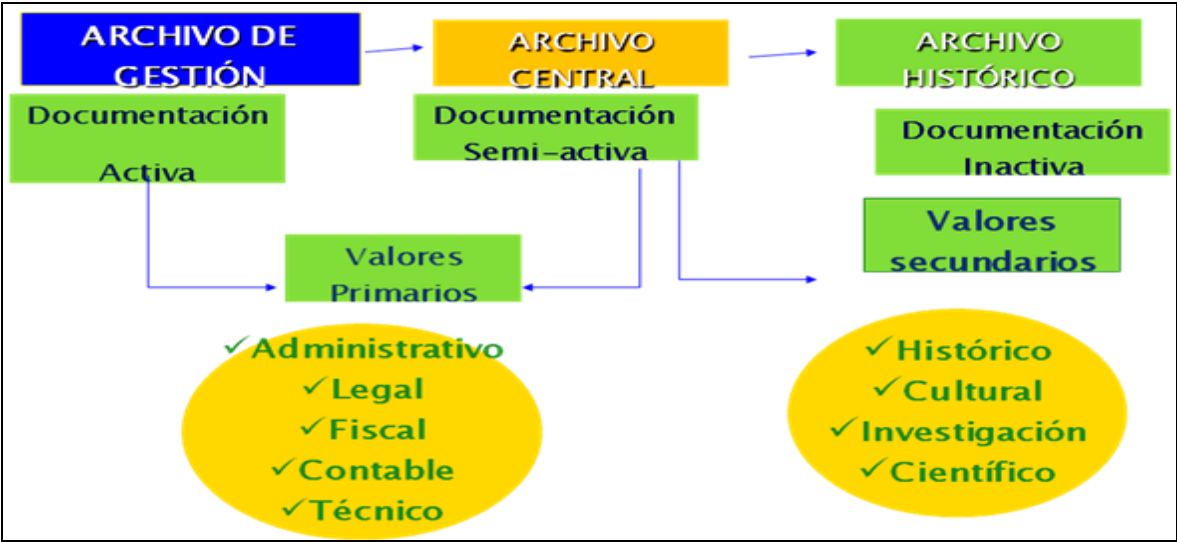 ARCHIVO DE
GESTIÓN
ARCHIVO
CENTRAL
ARCHIVO
HISTÓRICO
Documentación
Activa
Documentación
Semi-activa
Documentación
Inactiva
Valores
Primarios
Valores
secundarios
✓Administrativo
✓Legal
✓Fiscal
✓Contable
✓Técnico
✓Histórico
✓Cultural
✓Investigación
✓Científico